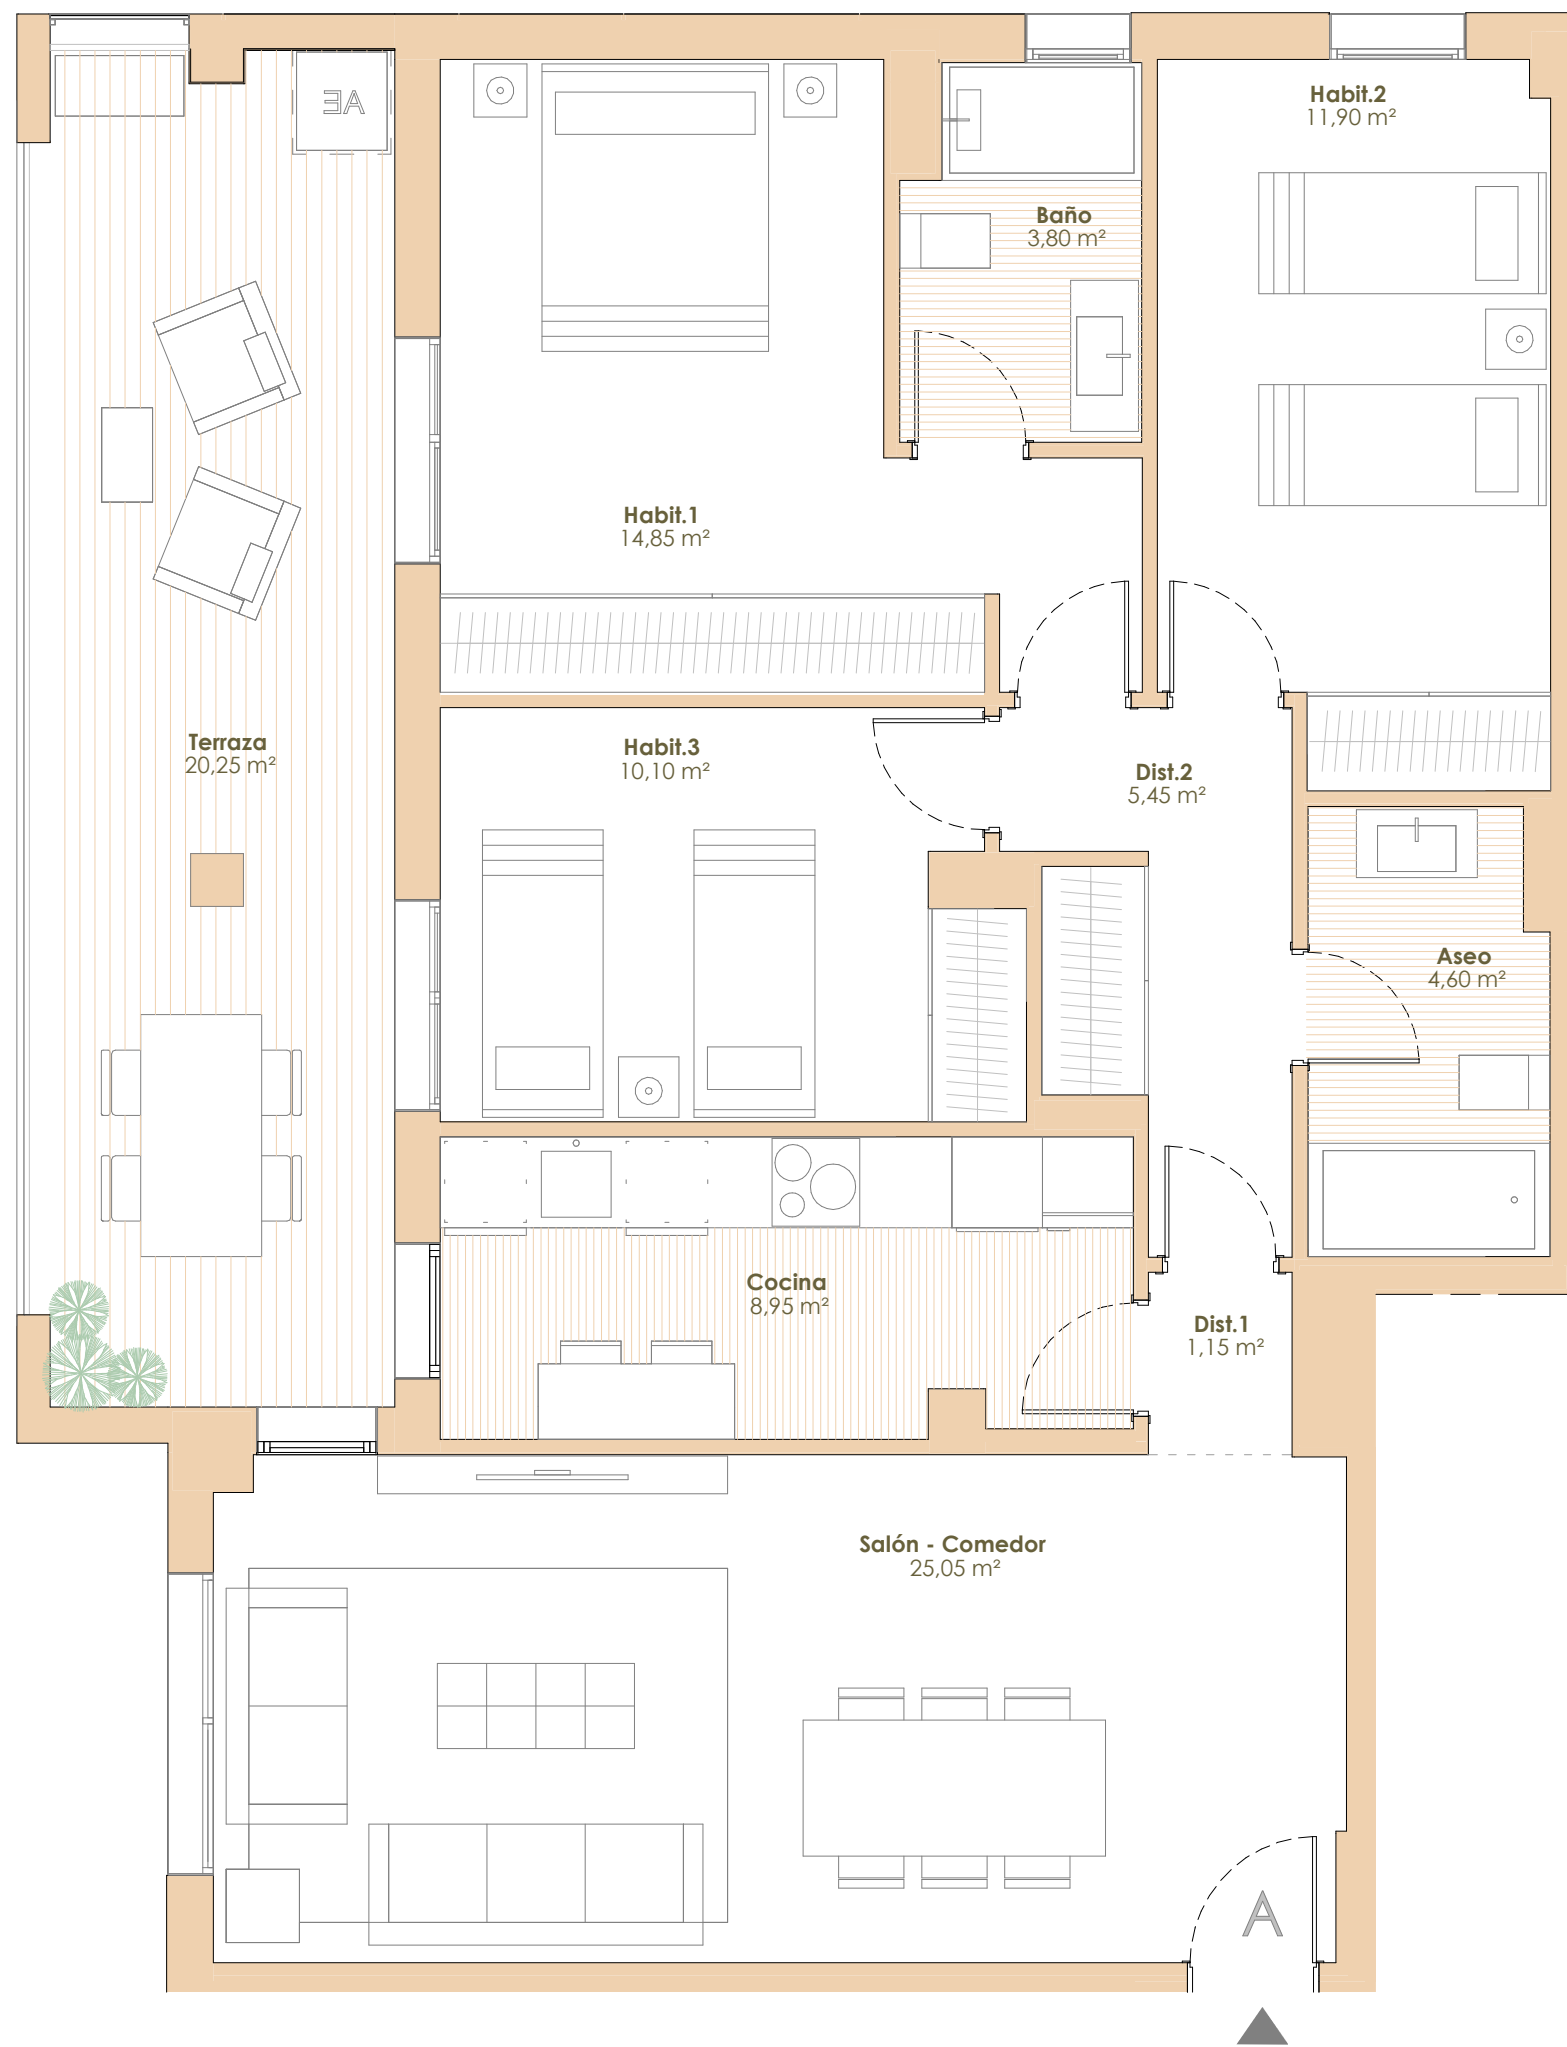 AE
Habit.2
11,90 m²
Baño
3,80 m²
Habit.1
14,85 m²
Terraza
20,25 m²
Habit.3
10,10 m²
Dist.2
5,45 m²
Aseo
4,60 m²
Cocina
8,95 m²
Dist.1
1,15 m²
Salón - Comedor
25,05 m²
A